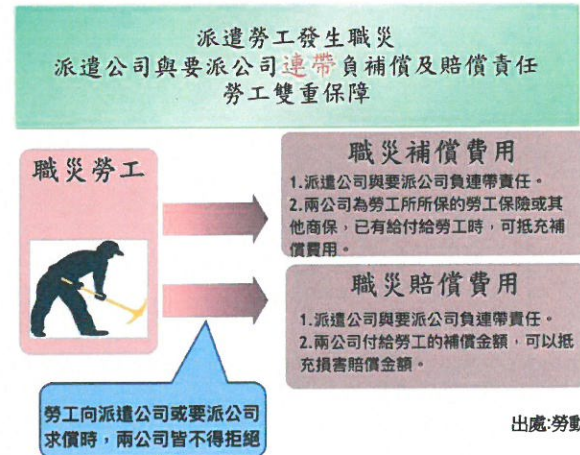 派遣勞工發生職災
派遣公司與要派公司連帶負補償及賠償責任
勞工雙重保障
職災勞工
職災補償費用
1.派遣公司與要派公司負連帶責任。
2.兩公司為勞工所所保的勞工保險或其
他商保，已有給付給勞工時，可抵充補
償費用。
職災賠償費用
1.派遣公司與要派公司負連帶責任。
2.兩公司付給勞工的補償金額，可以抵
充損害賠償金額。
勞工向派遣公司或要派公司
求償時，兩公司皆不得拒絕
出處:勞動